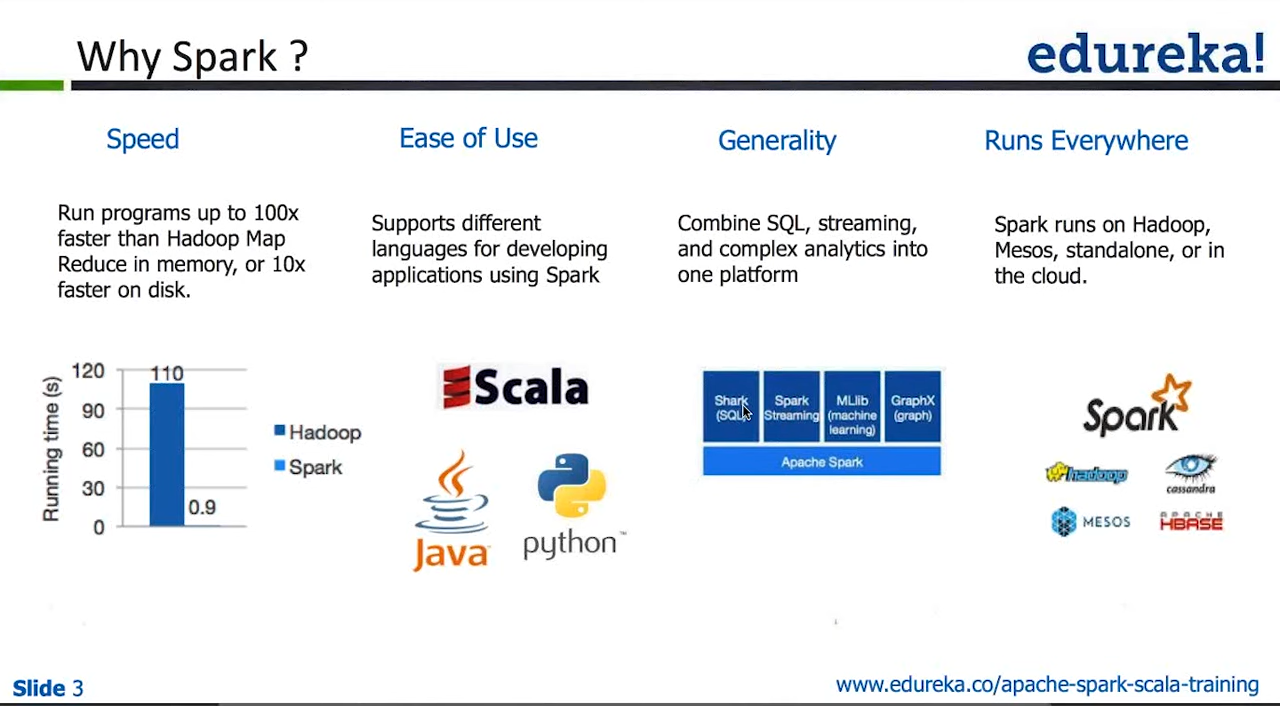 Why Spark ?
edureka!
Speed
Run programs up to 100x
faster than Hadoop Map
Reduce in memory, or 10x
faster on disk.
Ease of Use
Supports different
languages for developing
applications using Spark
Generality
Combine SQL, streaming,
and complex analytics into
one platform
Runs Everywhere
Spark runs on Hadoop,
Mesos, standalone, or in
the cloud.
Running time (s)
120
90
60
30
0
110
0.9
Hadoop
Spark
Scala
Java
python™
Shark
(SQL)
Spark
Streaming
MLlib
(machine
learning)
GraphX
(graph)
Apache Spark
Spark
hadoop
cassandra
MESOS
APACHE
HBASE
Slide 3
www.edureka.co/apache-spark-scala-training